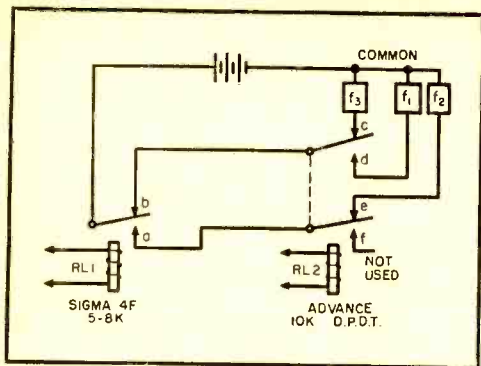 COMMON
f3
f1
f2
c
d
b
a
e
f
NOT
USED
RL1
RL2
SIGMA 4F
5-8K
ADVANCE
10K D.P.D.T.